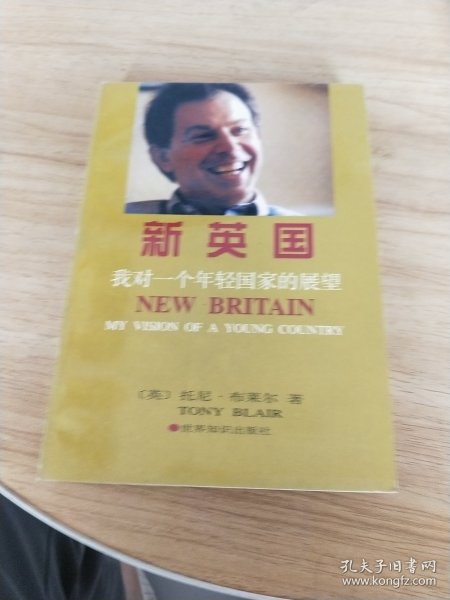 新英国
我对一个年轻国家的展望
NEW BRITAIN
MY VISION OF A YOUNG COUNTRY
〔英〕托尼·布莱尔 著
TONY BLAIR
●世界知识出版社
孔夫子旧书网
www.kongfz.com